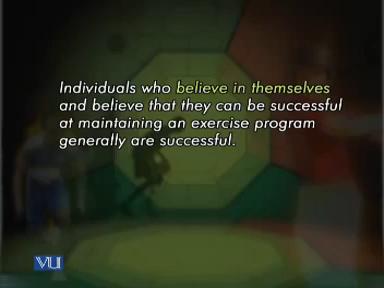 Individuals who believe in themselves
and believe that they can be successful
at maintaining an exercise program
generally are successful.
VU